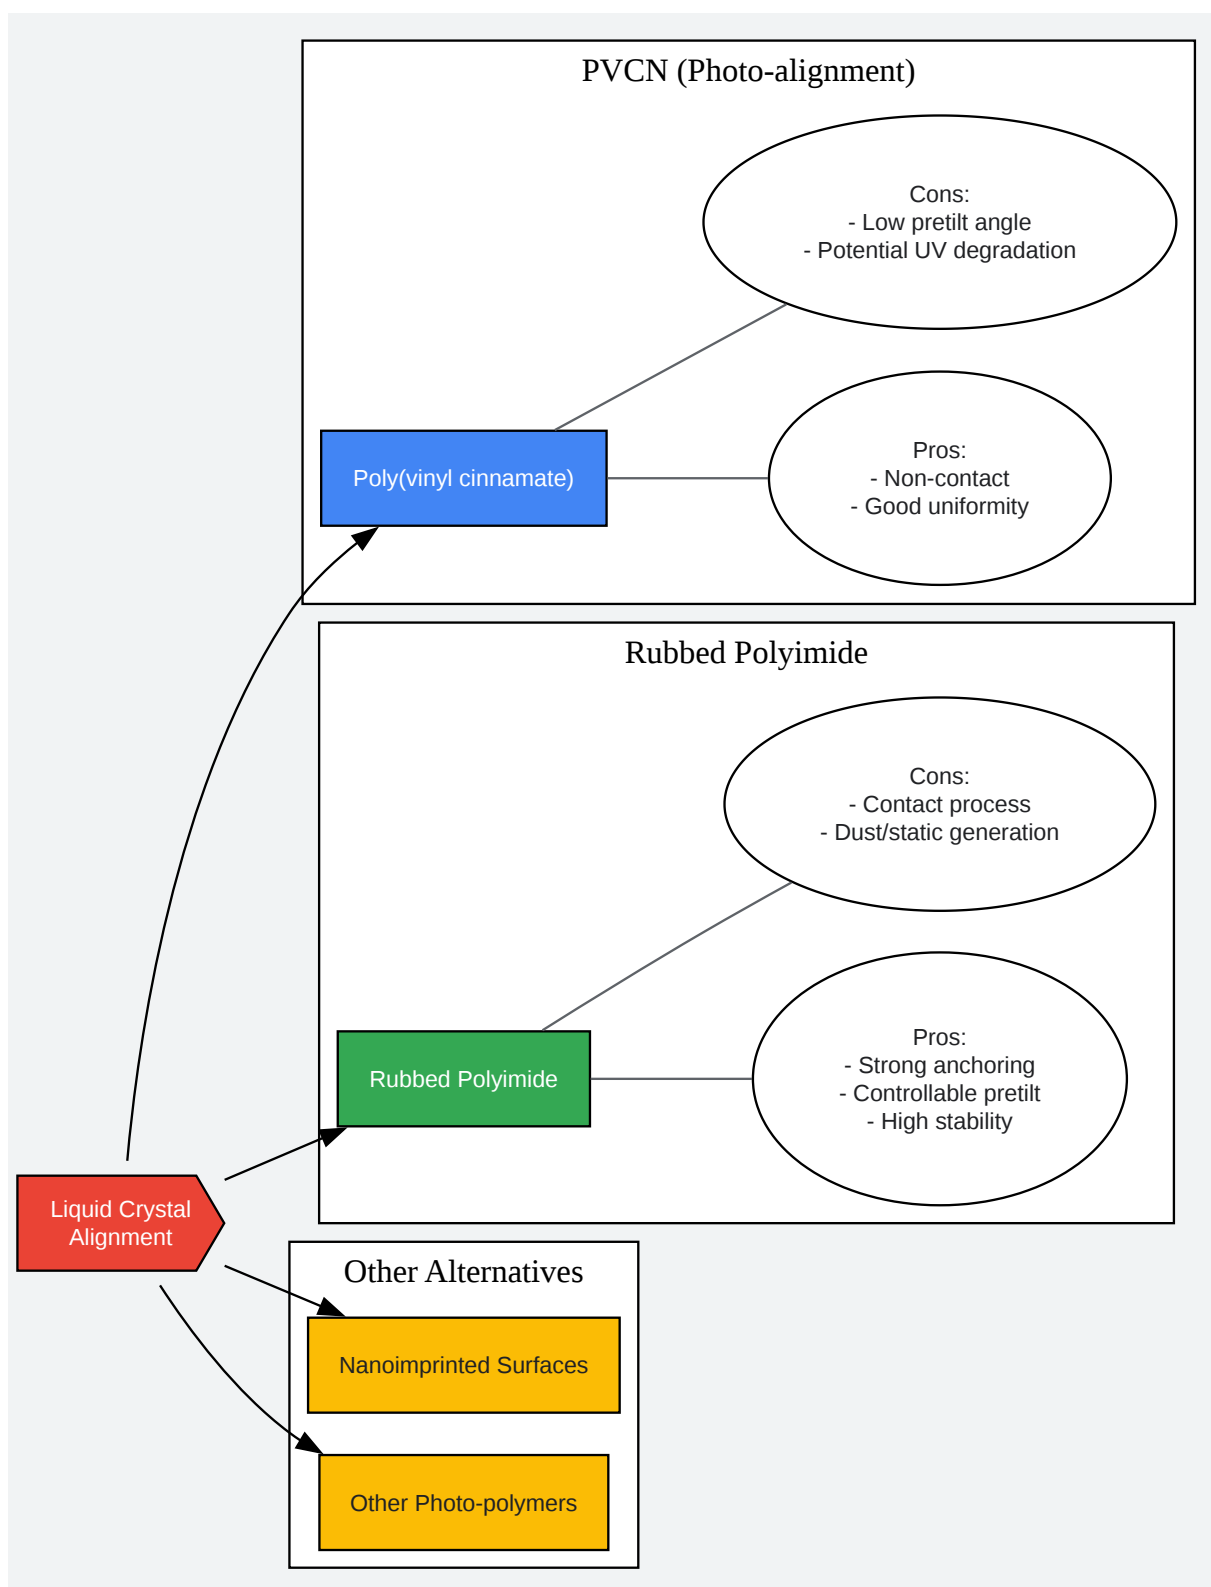 PVCN (Photo-alignment)
Cons:
- Low pretilt angle
- Potential UV degradation
Poly(vinyl cinnamate)
Pros:
- Non-contact
- Good uniformity
Rubbed Polyimide
Cons:
- Contact process
- Dust/static generation
Rubbed Polyimide
Pros:
- Strong anchoring
- Controllable pretilt
- High stability
Liquid Crystal
Alignment
Other Alternatives
Nanoimprinted Surfaces
Other Photo-polymers